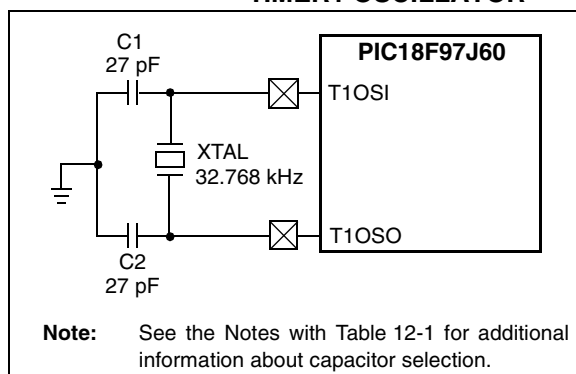 TIMER1 OSCILLATOR
C1
27 pF
PIC18F97J60
T1OSI
XTAL
32.768 kHz
T1OSO
C2
27 pF
Note: See the Notes with Table 12-1 for additional
information about capacitor selection.